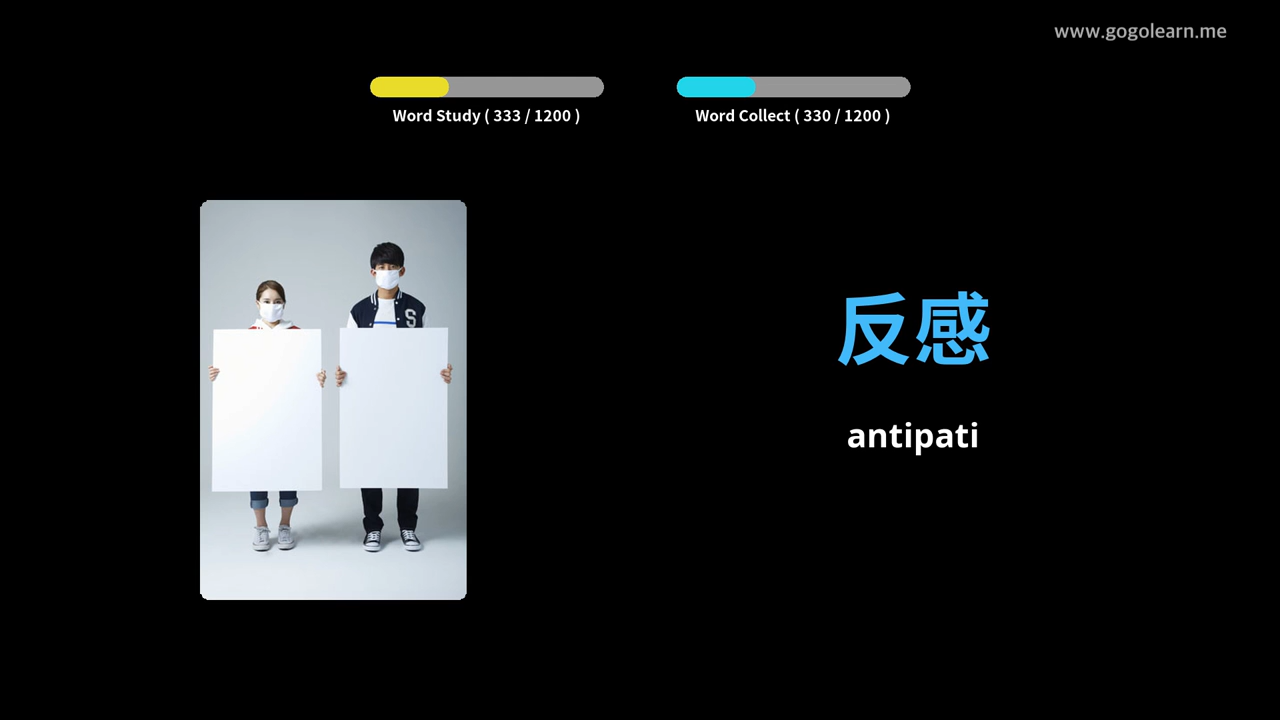 www.gogolearn.me
Word Study ( 333 / 1200 )
Word Collect ( 330 / 1200 )
S
反感
antipati